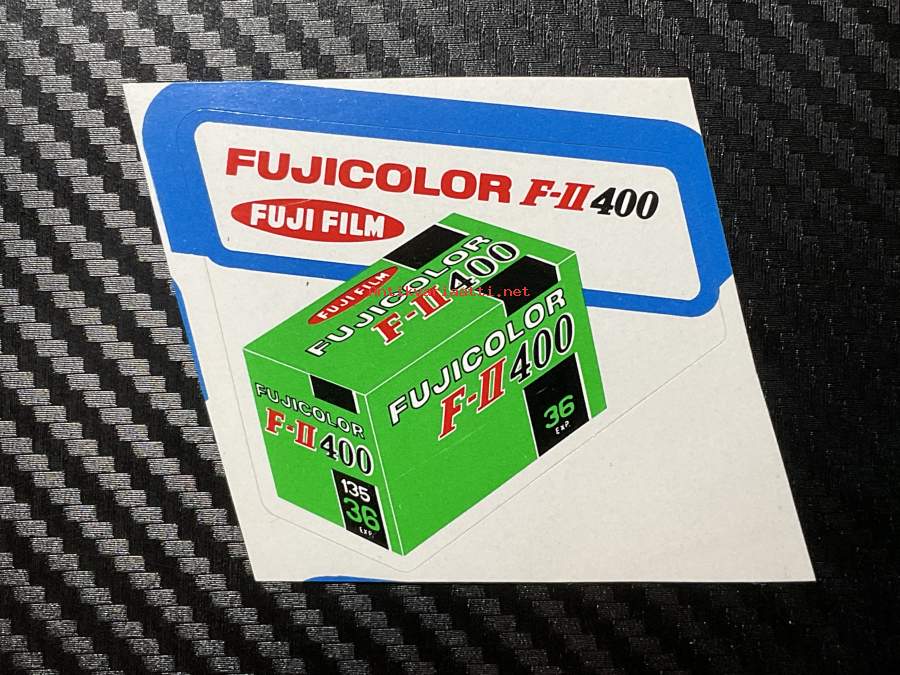 FUJICOLOR F-II 400
FUJI FILM
FUJI FILM
FUJICOLOR
F-II 400
FUJICOLOR
F-II 400
36
EXP.
FUJICOLOR
F-II 400
135
36
EXP.